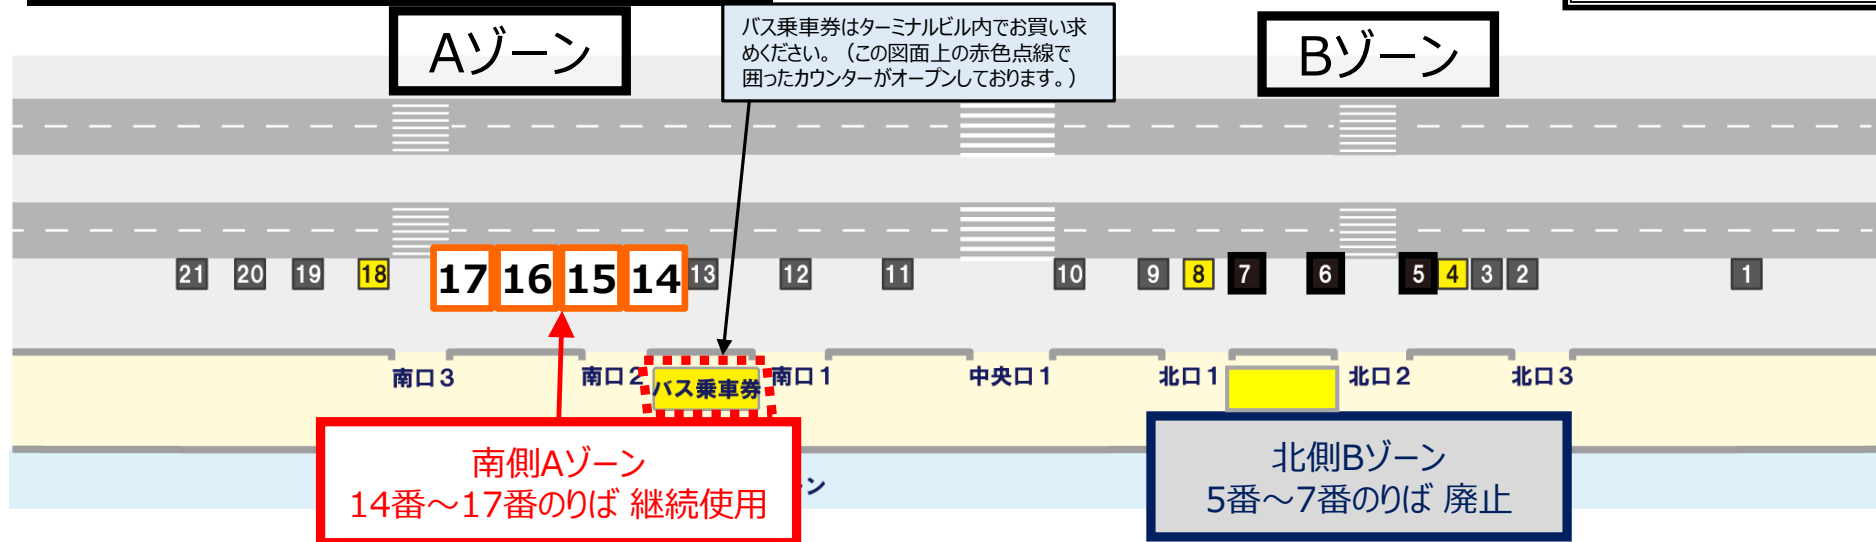 Aゾーン
バス乗車券はターミナルビル内でお買い求
めください。（この図面上の赤色点線で
囲ったカウンターがオープンしております。）
Bゾーン
21 20 19 18 17 16 15 14 13 12 11 10 9 8 7 6 5 4 3 2 1
南口3 南口2 バス乗車券 南口1 中央口1 北口1 北口2 北口3
南側Aゾーン
14番～17番のりば 継続使用
ン
北側Bゾーン
5番～7番のりば 廃止